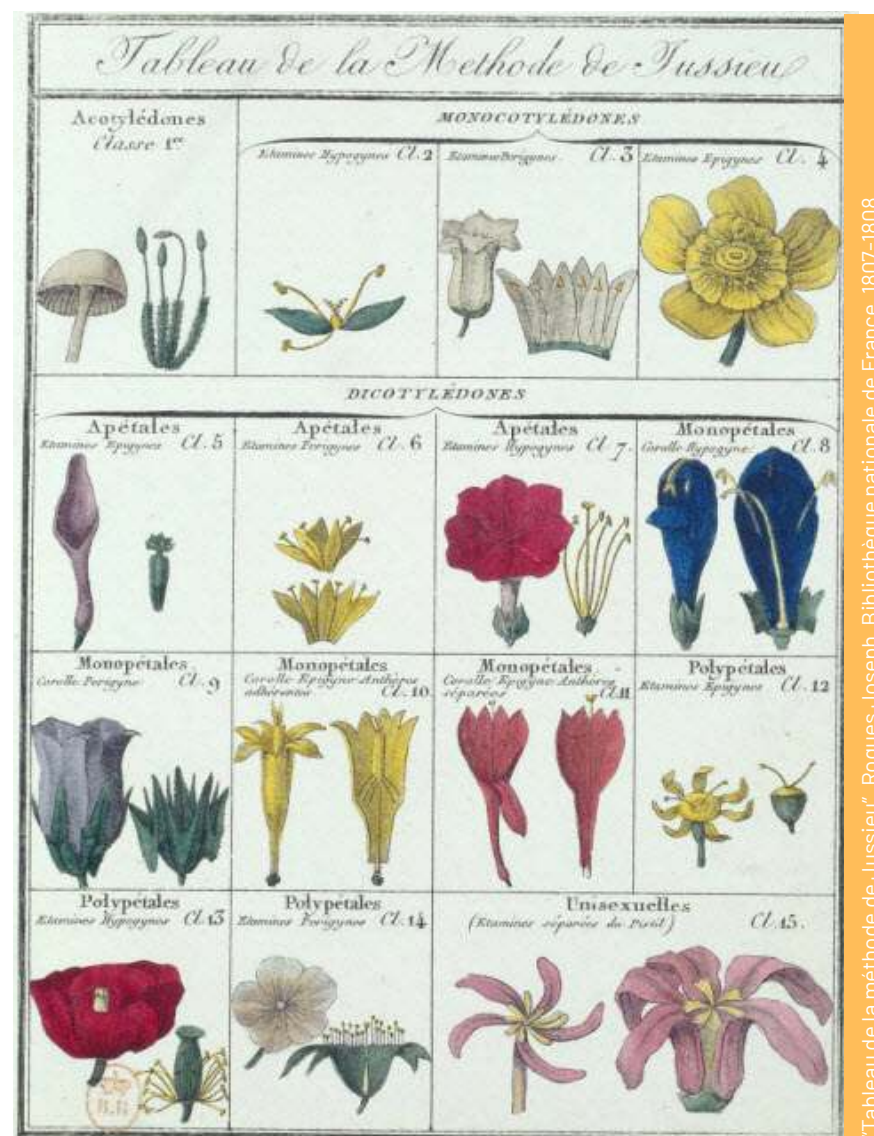 Tableau de la Methode de Jussieu
Acotylédones
Classe 1.re
MONOCOTYLÉDONES
Etamines Hypogynes Cl. 2
Etamines Perigynes. Cl. 3
Etamines Epigynes Cl. 4
DICOTYLÉDONES
Apétales
Etamines Epigynes Cl. 5
Apétales
Etamines Perigynes Cl. 6
Apétales
Etamines Hypogynes Cl. 7.
Monopétales
Corolle Hypogyne. Cl. 8
Monopétales
Corolle Perigyne. Cl. 9
Monopétales
Corolle Epigyne Anthères
adhérentes Cl. 10.
Monopétales
Corolle Epigyne Anthères
séparées Cl. 11
Polypétales
Etamines Epigynes Cl. 12
Polypétales
Etamines Hypogynes Cl. 13
Polypétales
Etamines Perigynes Cl. 14
Unisexuelles
(Etamines séparées du Pistil) Cl. 15.
"Tableau de la méthode de Jussieu", Roques Joseph, Bibliothèque nationale de France, 1807-1808